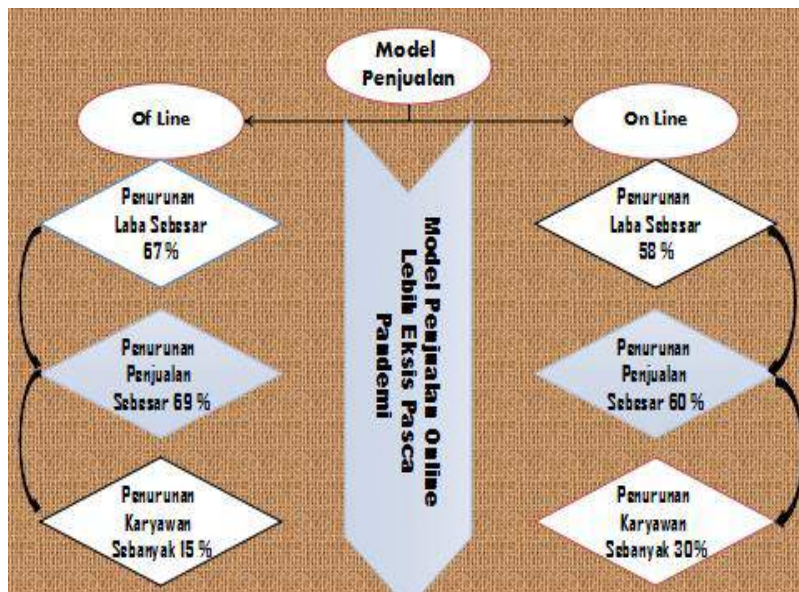 Model
Penjualan
Of Line
On Line
Penurunan
Laba Sebesar
67 %
Penurunan
Penjualan
Sebesar 69 %
Penurunan
Karyawan
Sebanyak 15 %
Model Penjualan Online
Lebih Eksis Pasca
Pandemi
Penurunan
Laba Sebesar
58 %
Penurunan
Penjualan
Sebesar 60 %
Penurunan
Karyawan
Sebanyak 30%